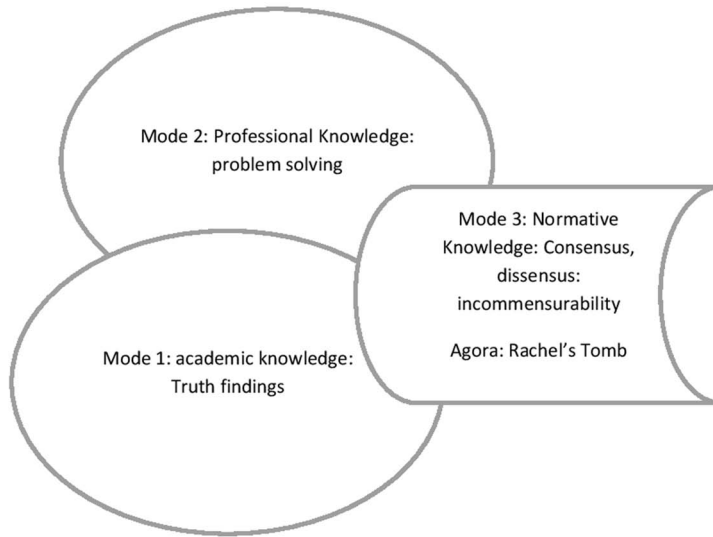 Mode 2: Professional Knowledge:
problem solving
Mode 3: Normative
Knowledge: Consensus,
dissensus:
incommensurability
Agora: Rachel's Tomb
Mode 1: academic knowledge:
Truth findings